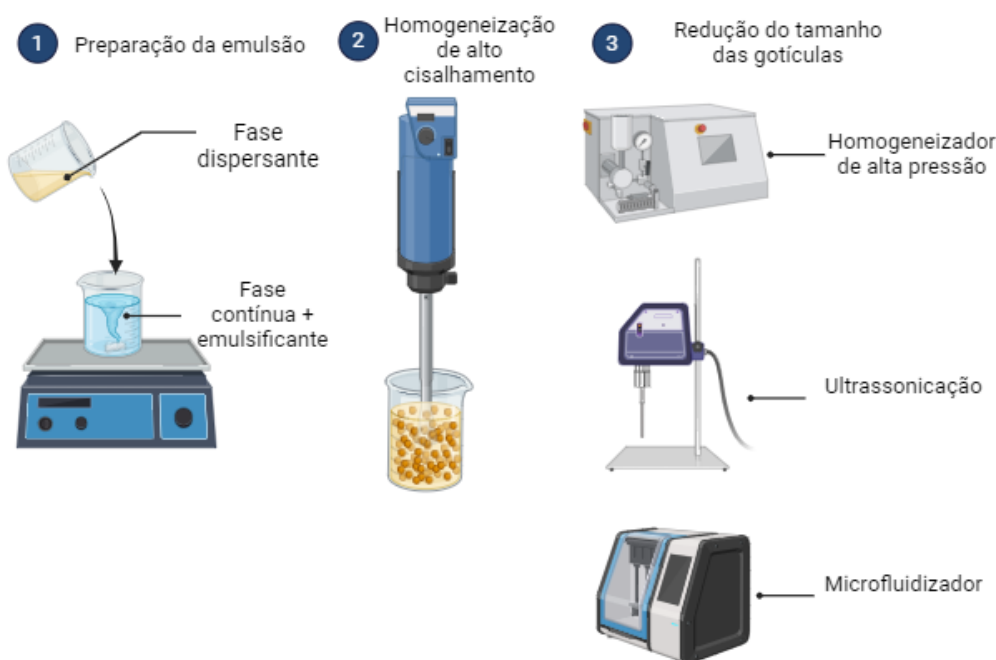 1
Preparação da emulsão
Fase
dispersante
Fase
contínua +
emulsificante
2
Homogeneização
de alto
cisalhamento
3
Redução do tamanho
das gotículas
Homogeneizador
de alta pressão
Ultrassonicação
Microfluidizador